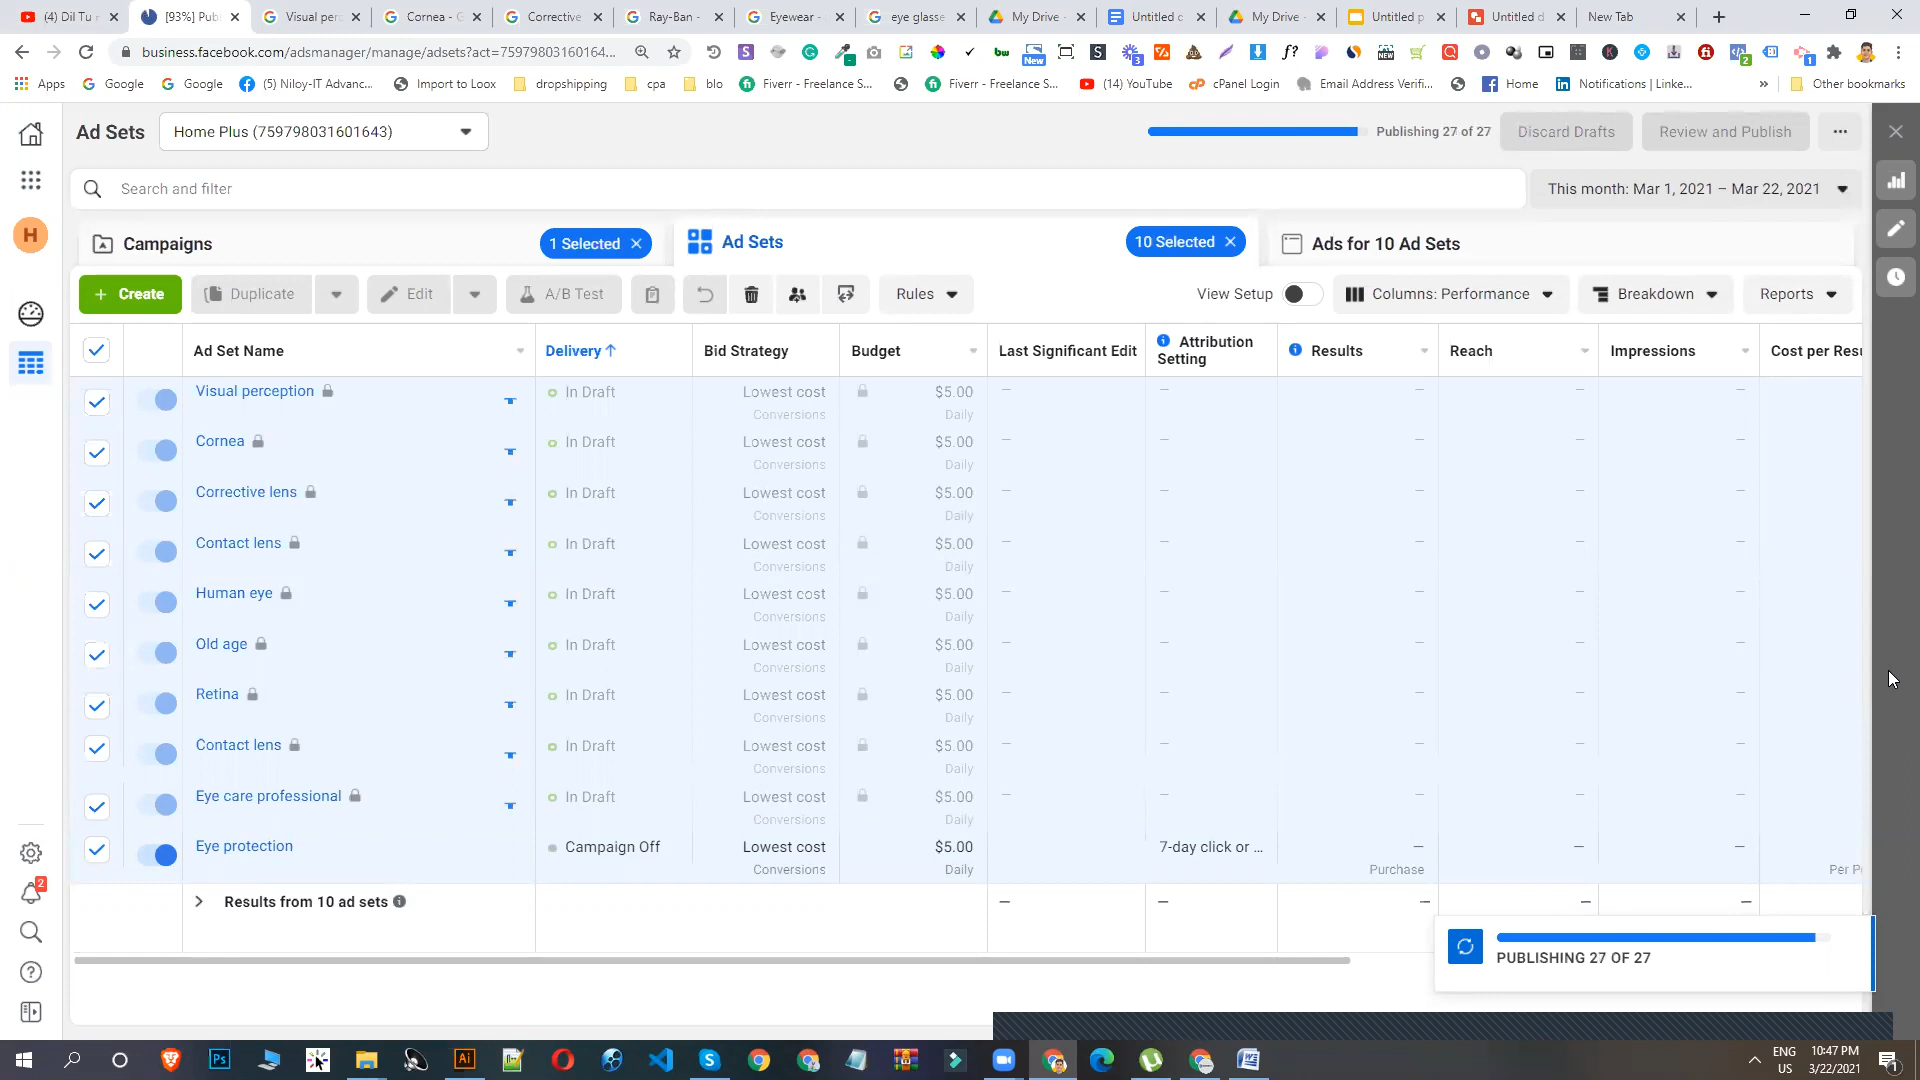 (4) Dil Tu
[93%] Pub
Visual per
Cornea - G
Corrective
Ray-Ban -
Eyewear -
eye glasse
My Drive -
Untitled d
My Drive -
Untitled p
Untitled d
New Tab
business.facebook.com/adsmanager/manage/adsets?act=75979803160164...
Apps
Google
Google
(5) Niloy-IT Advanc...
Import to Loox
dropshipping
cpa
blo
Fiverr - Freelance S...
Fiverr - Freelance S...
(14) YouTube
cPanel Login
Email Address Verifi...
Home
Notifications | Linke...
»
Other bookmarks
Ad Sets
Home Plus (759798031601643)
Publishing 27 of 27
Discard Drafts
Review and Publish
Search and filter
This month: Mar 1, 2021 – Mar 22, 2021
H
Campaigns
1 Selected
Ad Sets
10 Selected
Ads for 10 Ad Sets
+ Create
Duplicate
Edit
A/B Test
Rules
View Setup
Columns: Performance
Breakdown
Reports
Ad Set Name
Delivery ↑
Bid Strategy
Budget
Last Significant Edit
Attribution
Setting
Results
Reach
Impressions
Cost per Resu
Visual perception In Draft Lowest cost $5.00 — — — — —
Conversions Daily
Cornea In Draft Lowest cost $5.00 — — — — —
Conversions Daily
Corrective lens In Draft Lowest cost $5.00 — — — — —
Conversions Daily
Contact lens In Draft Lowest cost $5.00 — — — — —
Conversions Daily
Human eye In Draft Lowest cost $5.00 — — — — —
Conversions Daily
Old age In Draft Lowest cost $5.00 — — — — —
Conversions Daily
Retina In Draft Lowest cost $5.00 — — — — —
Conversions Daily
Contact lens In Draft Lowest cost $5.00 — — — — —
Conversions Daily
Eye care professional In Draft Lowest cost $5.00 — — — — —
Conversions Daily
Eye protection Campaign Off Lowest cost $5.00 7-day click or ... — — —
Conversions Daily Purchase Per P
Results from 10 ad sets — — — — —
PUBLISHING 27 OF 27
2
ENG
US
10:47 PM
3/22/2021